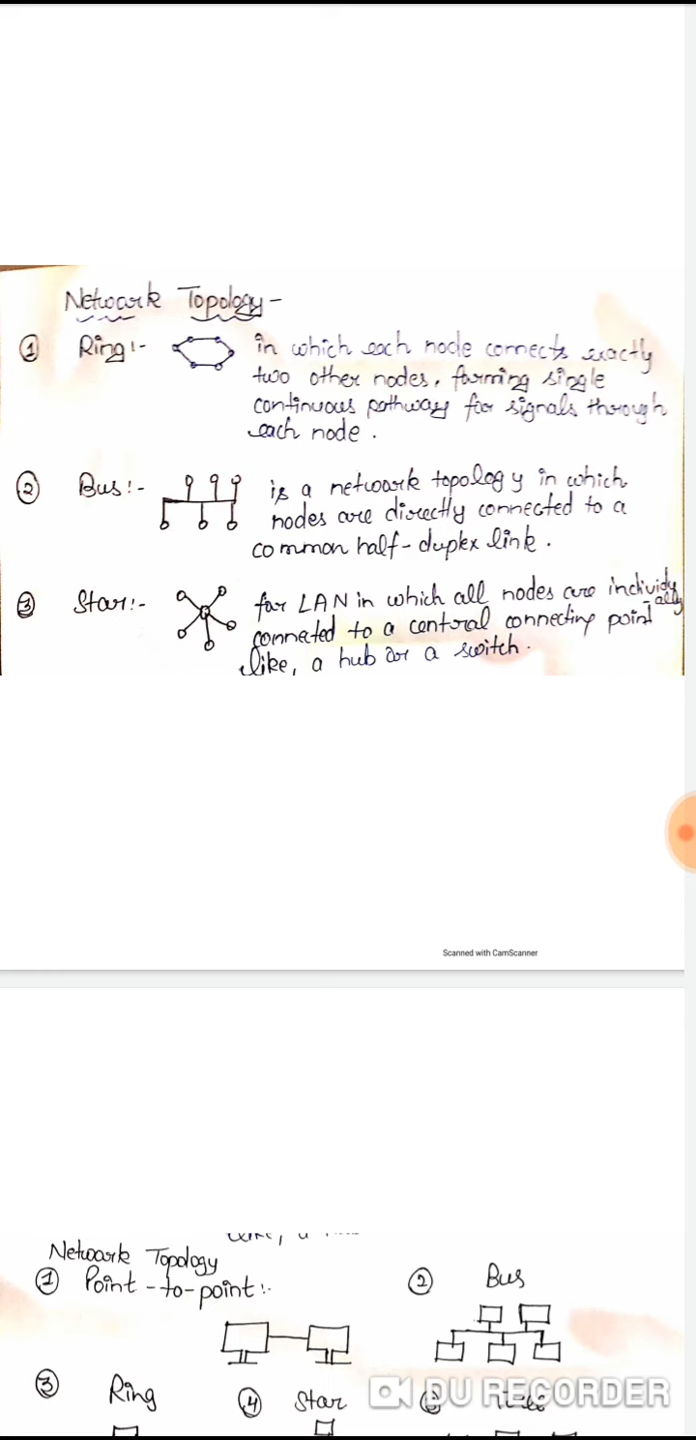 Network Topology -
① Ring :- in which each node connects exactly
two other nodes, forming single
continuous pathway for signals through
each node.
② Bus :- is a network topology in which
nodes are directly connected to a
common half-duplex link.
③ Star :- for LAN in which all nodes are individually
connected to a central connecting point
like, a hub or a switch.
Scanned with CamScanner
like, a
Network Topology
① Point-to-point :- ② Bus
③ Ring ④ Star
DU RECORDER